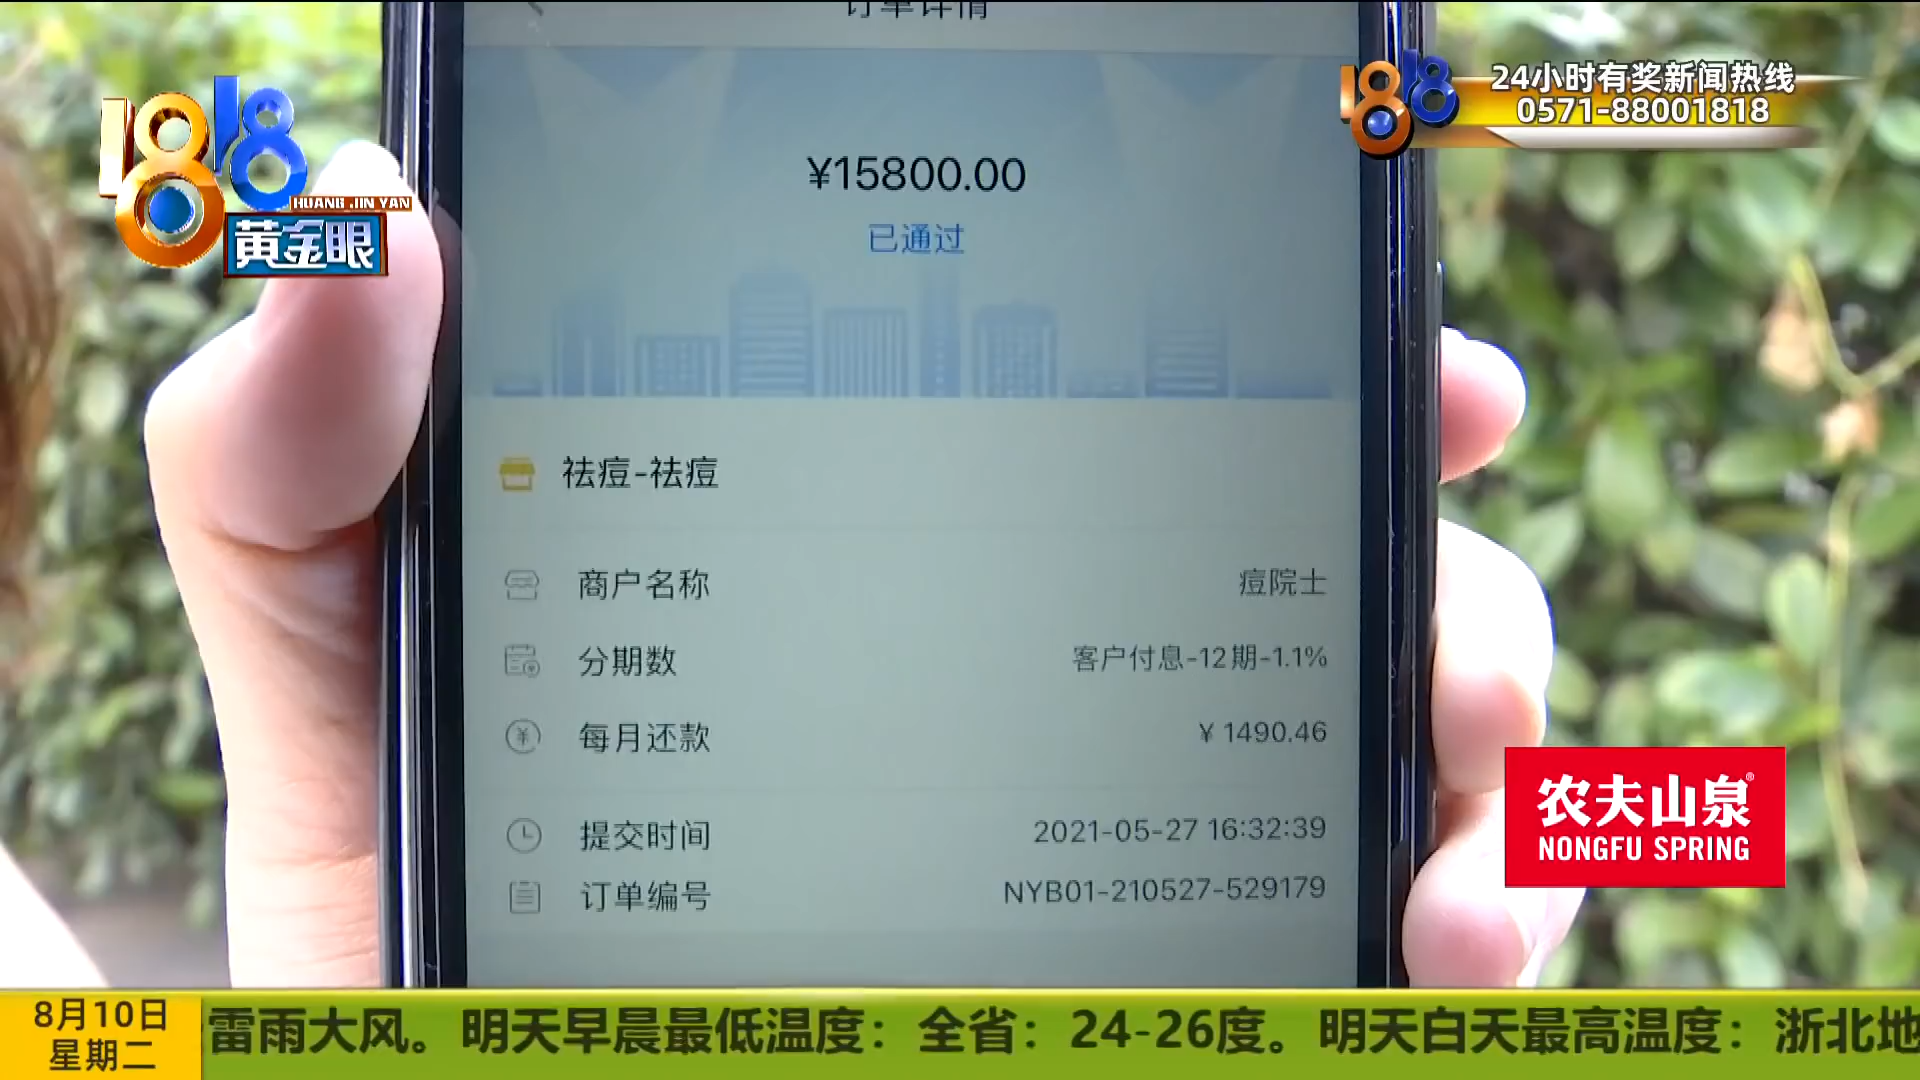 订单详情
1818
HUANG JIN YAN
黄金眼
1818
24小时有奖新闻热线
0571-88001818
¥15800.00
已通过
祛痘-祛痘
商户名称 痘院士
分期数 客户付息-12期-1.1%
每月还款 ¥ 1490.46
提交时间 2021-05-27 16:32:39
订单编号 NYB01-210527-529179
农夫山泉®
NONGFU SPRING
8月10日
星期二
雷雨大风。明天早晨最低温度：全省：24-26度。明天白天最高温度：浙北地